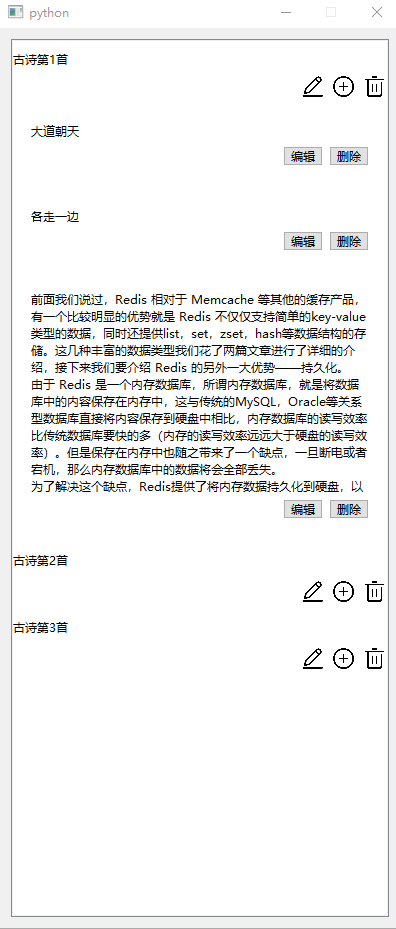 python
古诗第1首
大道朝天
编辑 删除
各走一边
编辑 删除
前面我们说过，Redis 相对于 Memcache 等其他的缓存产品，
有一个比较明显的优势就是 Redis 不仅仅支持简单的key-value
类型的数据，同时还提供list，set，zset，hash等数据结构的存
储。这几种丰富的数据类型我们花了两篇文章进行了详细的介
绍，接下来我们要介绍 Redis 的另外一大优势——持久化。
由于 Redis 是一个内存数据库，所谓内存数据库，就是将数据
库中的内容保存在内存中，这与传统的MySQL，Oracle等关系
型数据库直接将内容保存到硬盘中相比，内存数据库的读写效率
比传统数据库要快的多（内存的读写效率远远大于硬盘的读写效
率）。但是保存在内存中也随之带来了一个缺点，一旦断电或者
宕机，那么内存数据库中的数据将会全部丢失。
为了解决这个缺点，Redis提供了将内存数据持久化到硬盘，以
编辑 删除
古诗第2首
古诗第3首